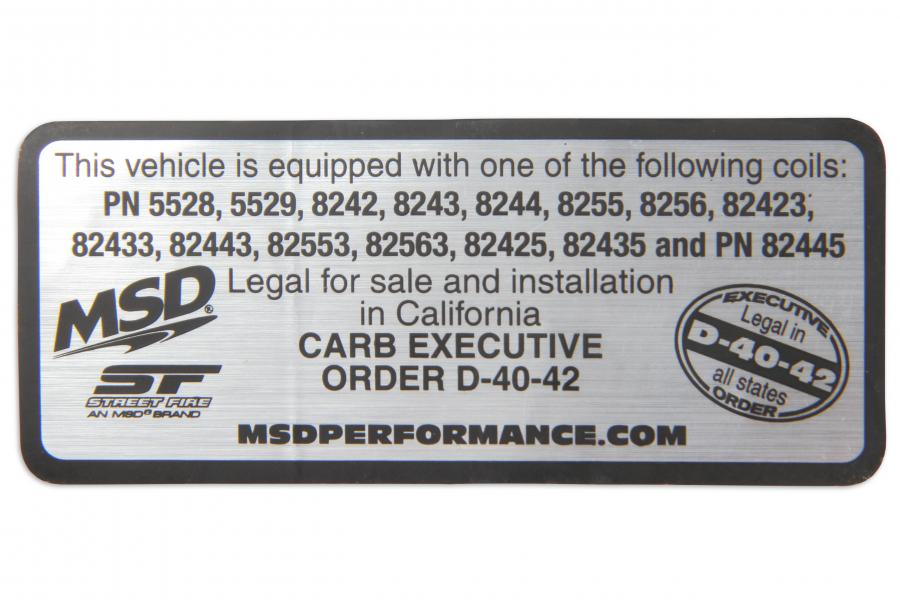 This vehicle is equipped with one of the following coils:
PN 5528, 5529, 8242, 8243, 8244, 8255, 8256, 82423,
82433, 82443, 82553, 82563, 82425, 82435 and PN 82445
MSD®
Legal for sale and installation
in California
CARB EXECUTIVE
ORDER D-40-42
SF
STREET FIRE
AN MSD® BRAND
EXECUTIVE
Legal in
D-40-42
all states
ORDER
MSDPERFORMANCE.COM